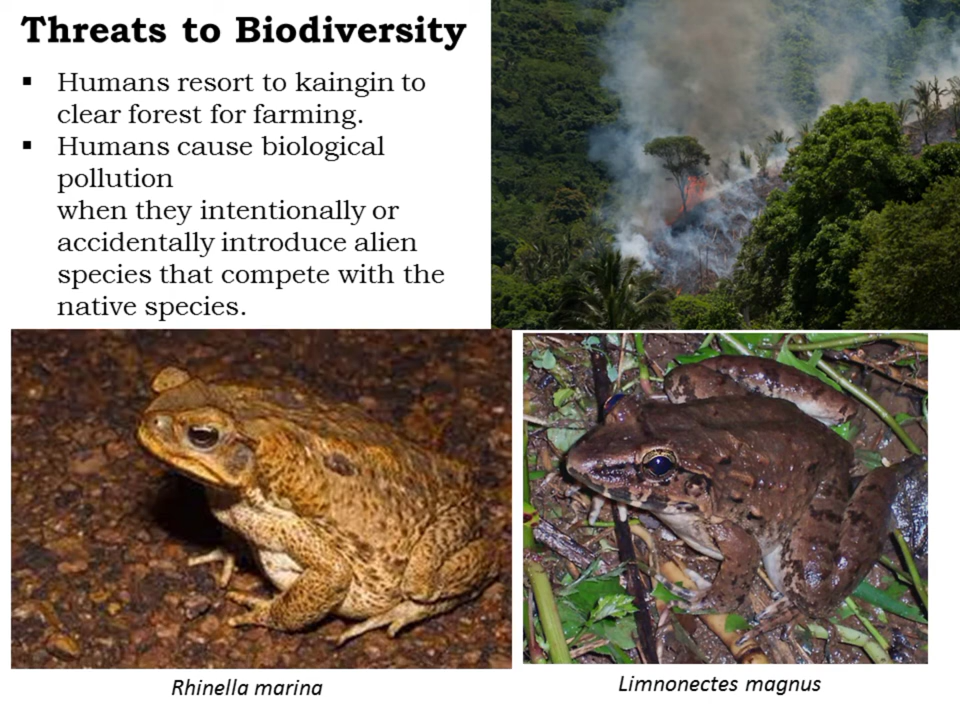 Threats to Biodiversity
▪ Humans resort to kaingin to
clear forest for farming.
▪ Humans cause biological
pollution
when they intentionally or
accidentally introduce alien
species that compete with the
native species.
Rhinella marina
Limnonectes magnus